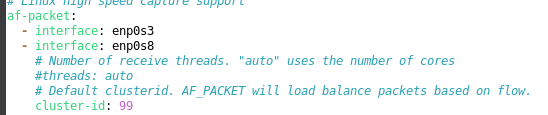 # Linux high speed capture support
af-packet:
- interface: enp0s3
- interface: enp0s8
# Number of receive threads. "auto" uses the number of cores
#threads: auto
# Default clusterid. AF_PACKET will load balance packets based on flow.
cluster-id: 99